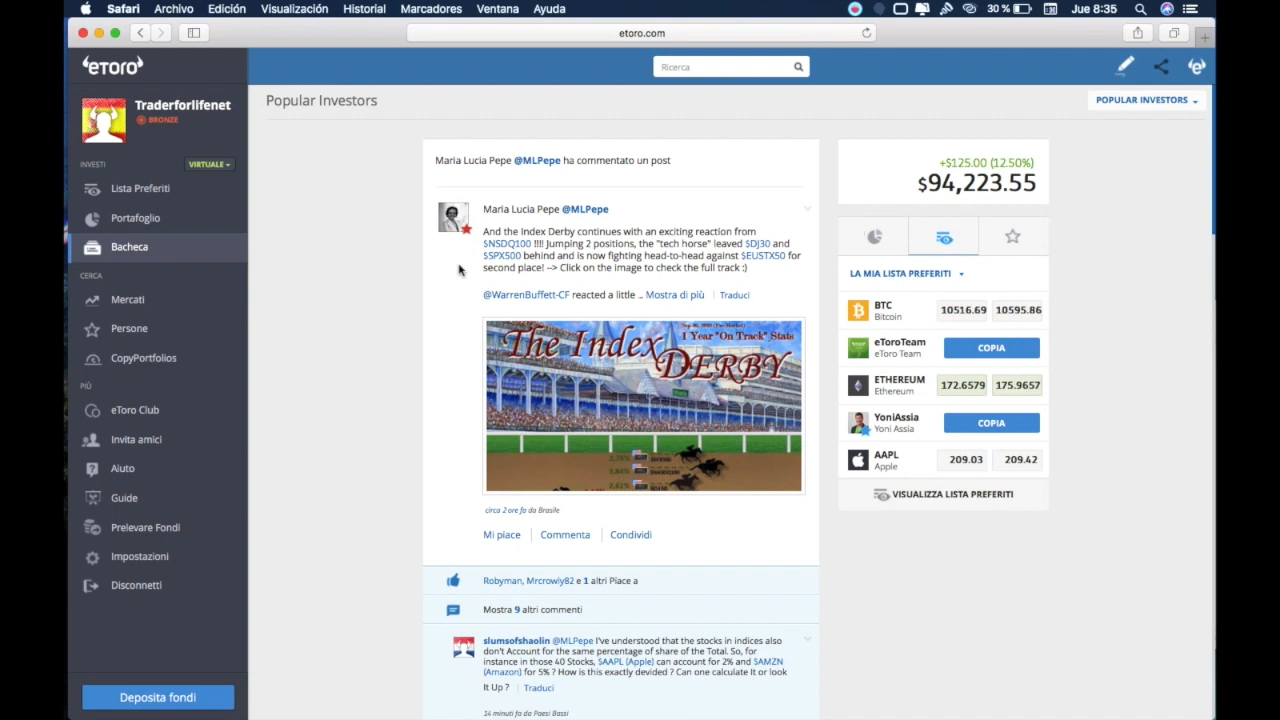 Safari Archivo Edición Visualización Historial Marcadores Ventana Ayuda 30 % Jue 8:35
etoro.com
eToro
Ricerca
Traderforlifenet
BRONZE
INVESTI VIRTUALE
Lista Preferiti
Portafoglio
Bacheca
CERCA
Mercati
Persone
CopyPortfolios
PIÙ
eToro Club
Invita amici
Aiuto
Guide
Prelevare Fondi
Impostazioni
Disconnetti
Deposita fondi
Popular Investors
POPULAR INVESTORS
Maria Lucia Pepe @MLPepe ha commentato un post
Maria Lucia Pepe @MLPepe
And the Index Derby continues with an exciting reaction from
$NSDQ100 !!!! Jumping 2 positions, the "tech horse" leaved $DJ30 and
$SPX500 behind and is now fighting head-to-head against $EUSTX50 for
second place! --> Click on the image to check the full track :)
@WarrenBuffett-CF reacted a little ... Mostra di più Traduci
1 Year "On Track" Stats
The Index
DERBY
circa 2 ore fa da Brasile
Mi piace Commenta Condividi
Robyman, Mrcrowly82 e 1 altri Piace a
Mostra 9 altri commenti
slumsofshaolin @MLPepe I've understood that the stocks in indices also
don't Account for the same percentage of share of the Total. So, for
instance in those 40 Stocks, $AAPL (Apple) can account for 2% and $AMZN
(Amazon) for 5% ? How is this exactly devided ? Can one calculate It or look
It Up ? Traduci
14 minuti fa da Paesi Bassi
+$125.00 (12.50%)
$94,223.55
LA MIA LISTA PREFERITI
BTC
Bitcoin
10516.69 10595.86
eToroTeam
eToro Team
COPIA
ETHEREUM
Ethereum
172.6579 175.9657
YoniAssia
Yoni Assia
COPIA
AAPL
Apple
209.03 209.42
VISUALIZZA LISTA PREFERITI